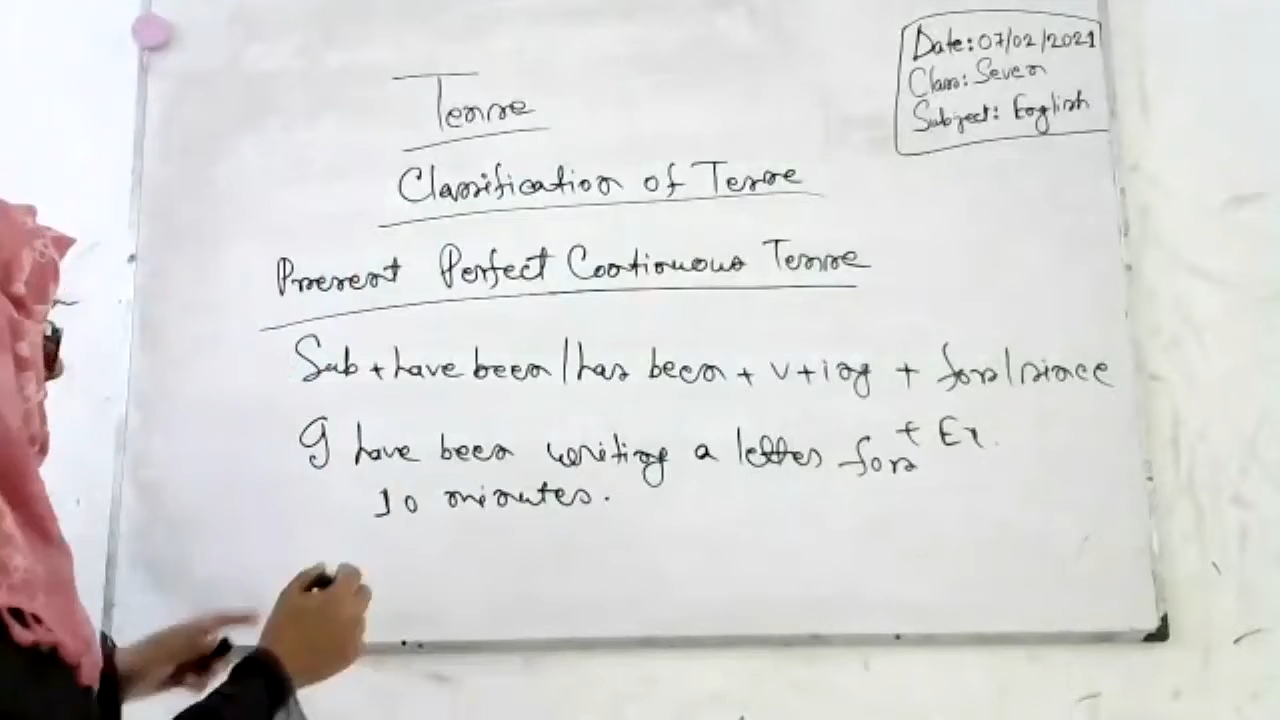 Date: 07/02/2021
Class: Seven
Subject: English
Tense
Classification of Tense
Present Perfect Continuous Tense
Sub + have been / has been + v + ing + for / since
+ Ex.
I have been writing a letter for
10 minutes.